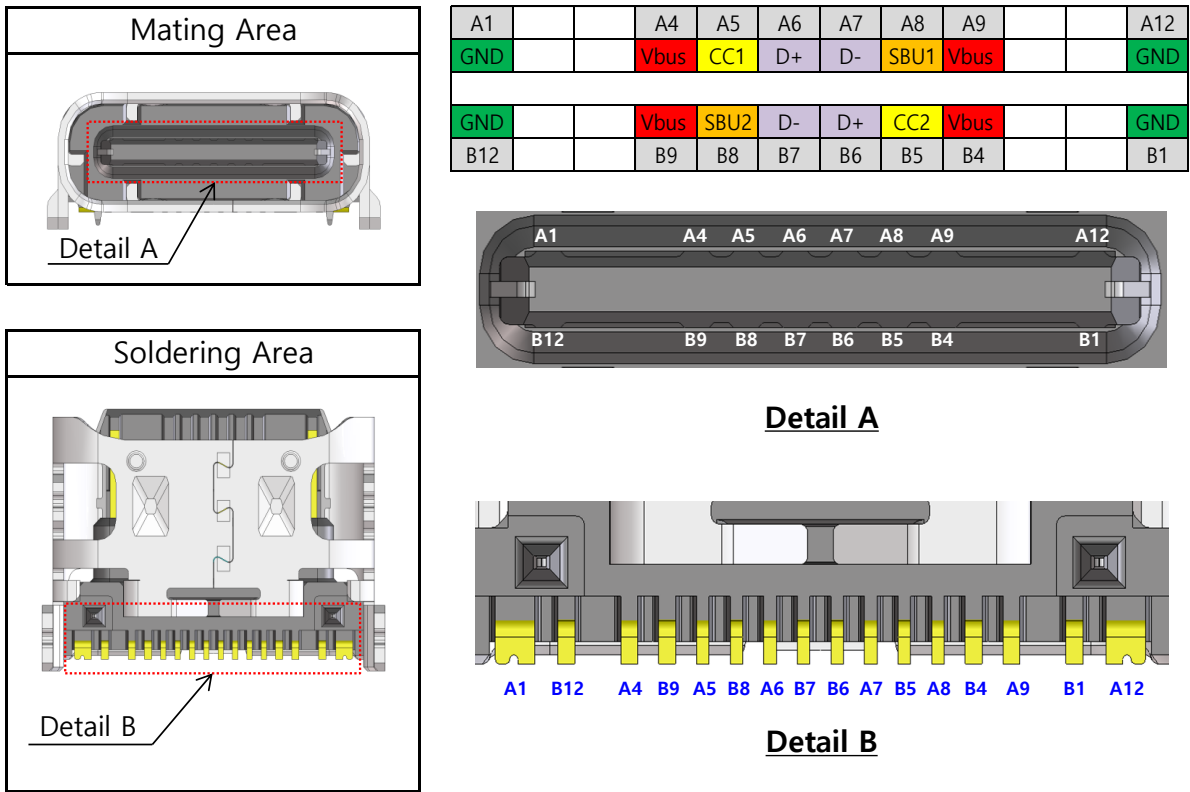 Mating Area
Detail A
A1 A4 A5 A6 A7 A8 A9 A12
GND Vbus CC1 D+ D- SBU1 Vbus GND
GND Vbus SBU2 D- D+ CC2 Vbus GND
B12 B9 B8 B7 B6 B5 B4 B1
A1 A4 A5 A6 A7 A8 A9 A12
B12 B9 B8 B7 B6 B5 B4 B1
Detail A
Soldering Area
Detail B
A1 B12 A4 B9 A5 B8 A6 B7 B6 A7 B5 A8 B4 A9 B1 A12
Detail B